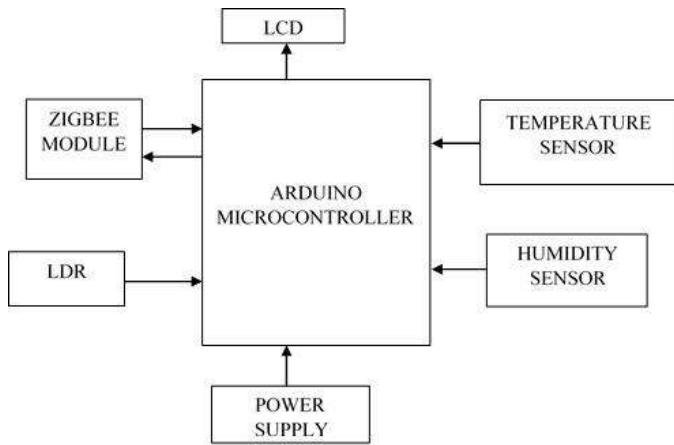 LCD
ZIGBEE
MODULE
TEMPERATURE
SENSOR
ARDUINO
MICROCONTROLLER
LDR
HUMIDITY
SENSOR
POWER
SUPPLY